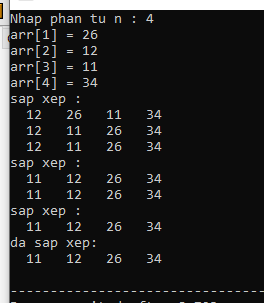 Nhap phan tu n : 4
arr[1] = 26
arr[2] = 12
arr[3] = 11
arr[4] = 34
sap xep :
12 26 11 34
12 11 26 34
12 11 26 34
sap xep :
11 12 26 34
11 12 26 34
sap xep :
11 12 26 34
da sap xep:
11 12 26 34
--------------------------------